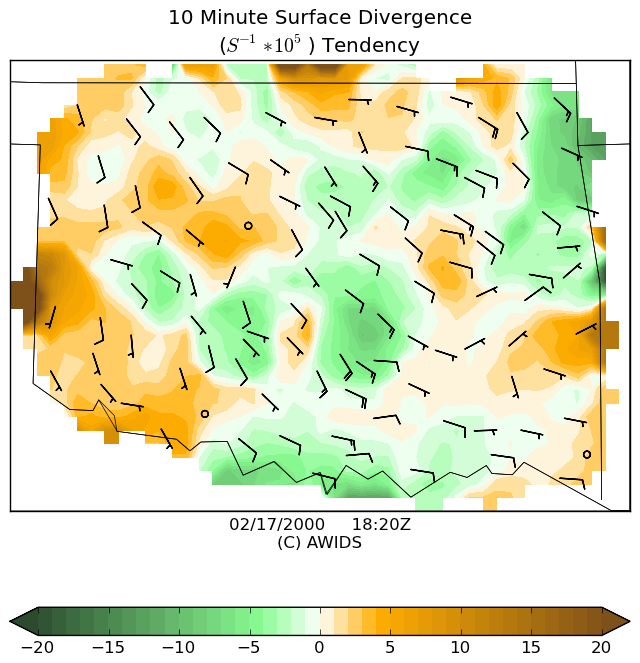 10 Minute Surface Divergence
(S⁻¹ *10⁵ ) Tendency
02/17/2000 18:20Z
(C) AWIDS
−20 −15 −10 −5 0 5 10 15 20